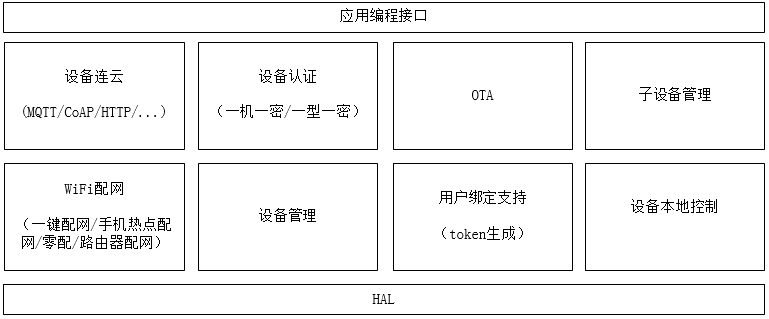 应用编程接口
设备连云
(MQTT/CoAP/HTTP/...)
设备认证
（一机一密/一型一密）
OTA
子设备管理
WiFi配网
（一键配网/手机热点配
网/零配/路由器配网）
设备管理
用户绑定支持
（token生成）
设备本地控制
HAL